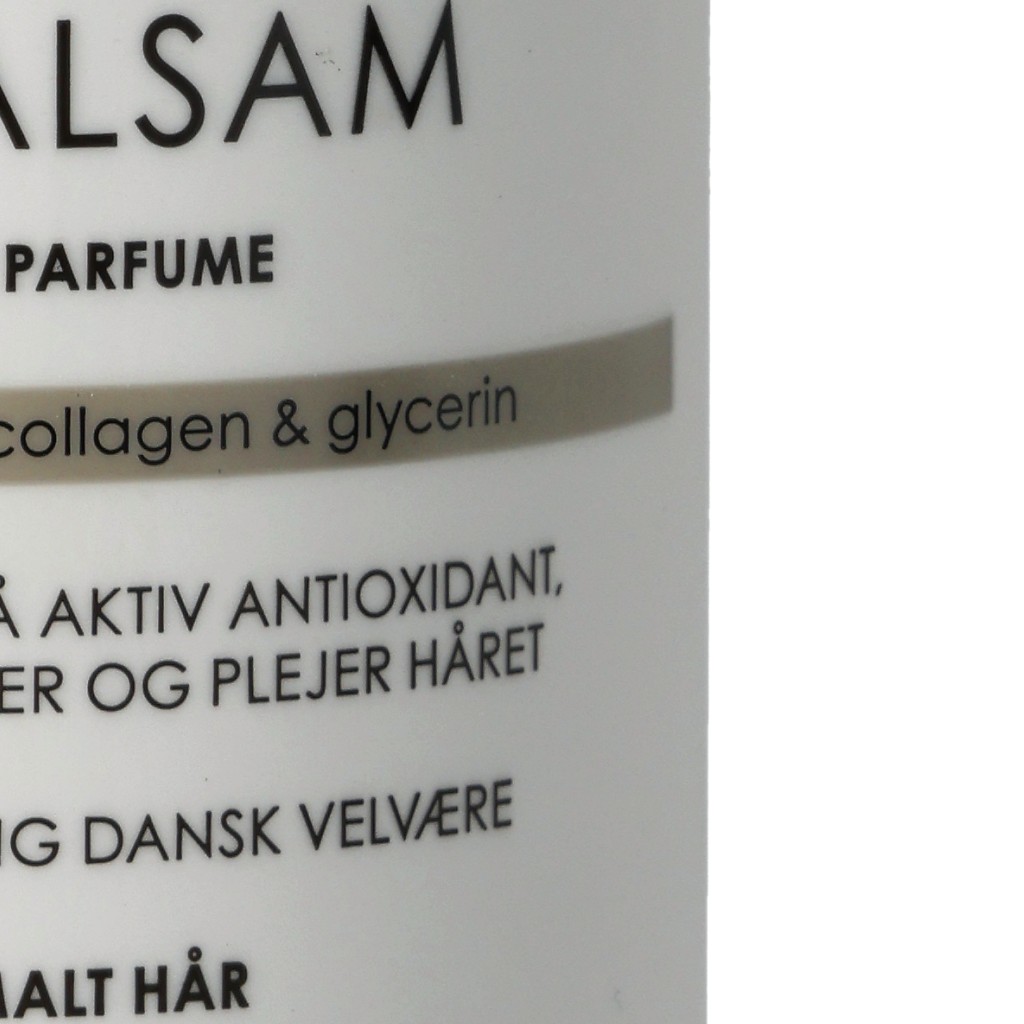 ALSAM
PARFUME
collagen & glycerin
Å AKTIV ANTIOXIDANT,
ER OG PLEJER HÅRET
IG DANSK VELVÆRE
MALT HÅR